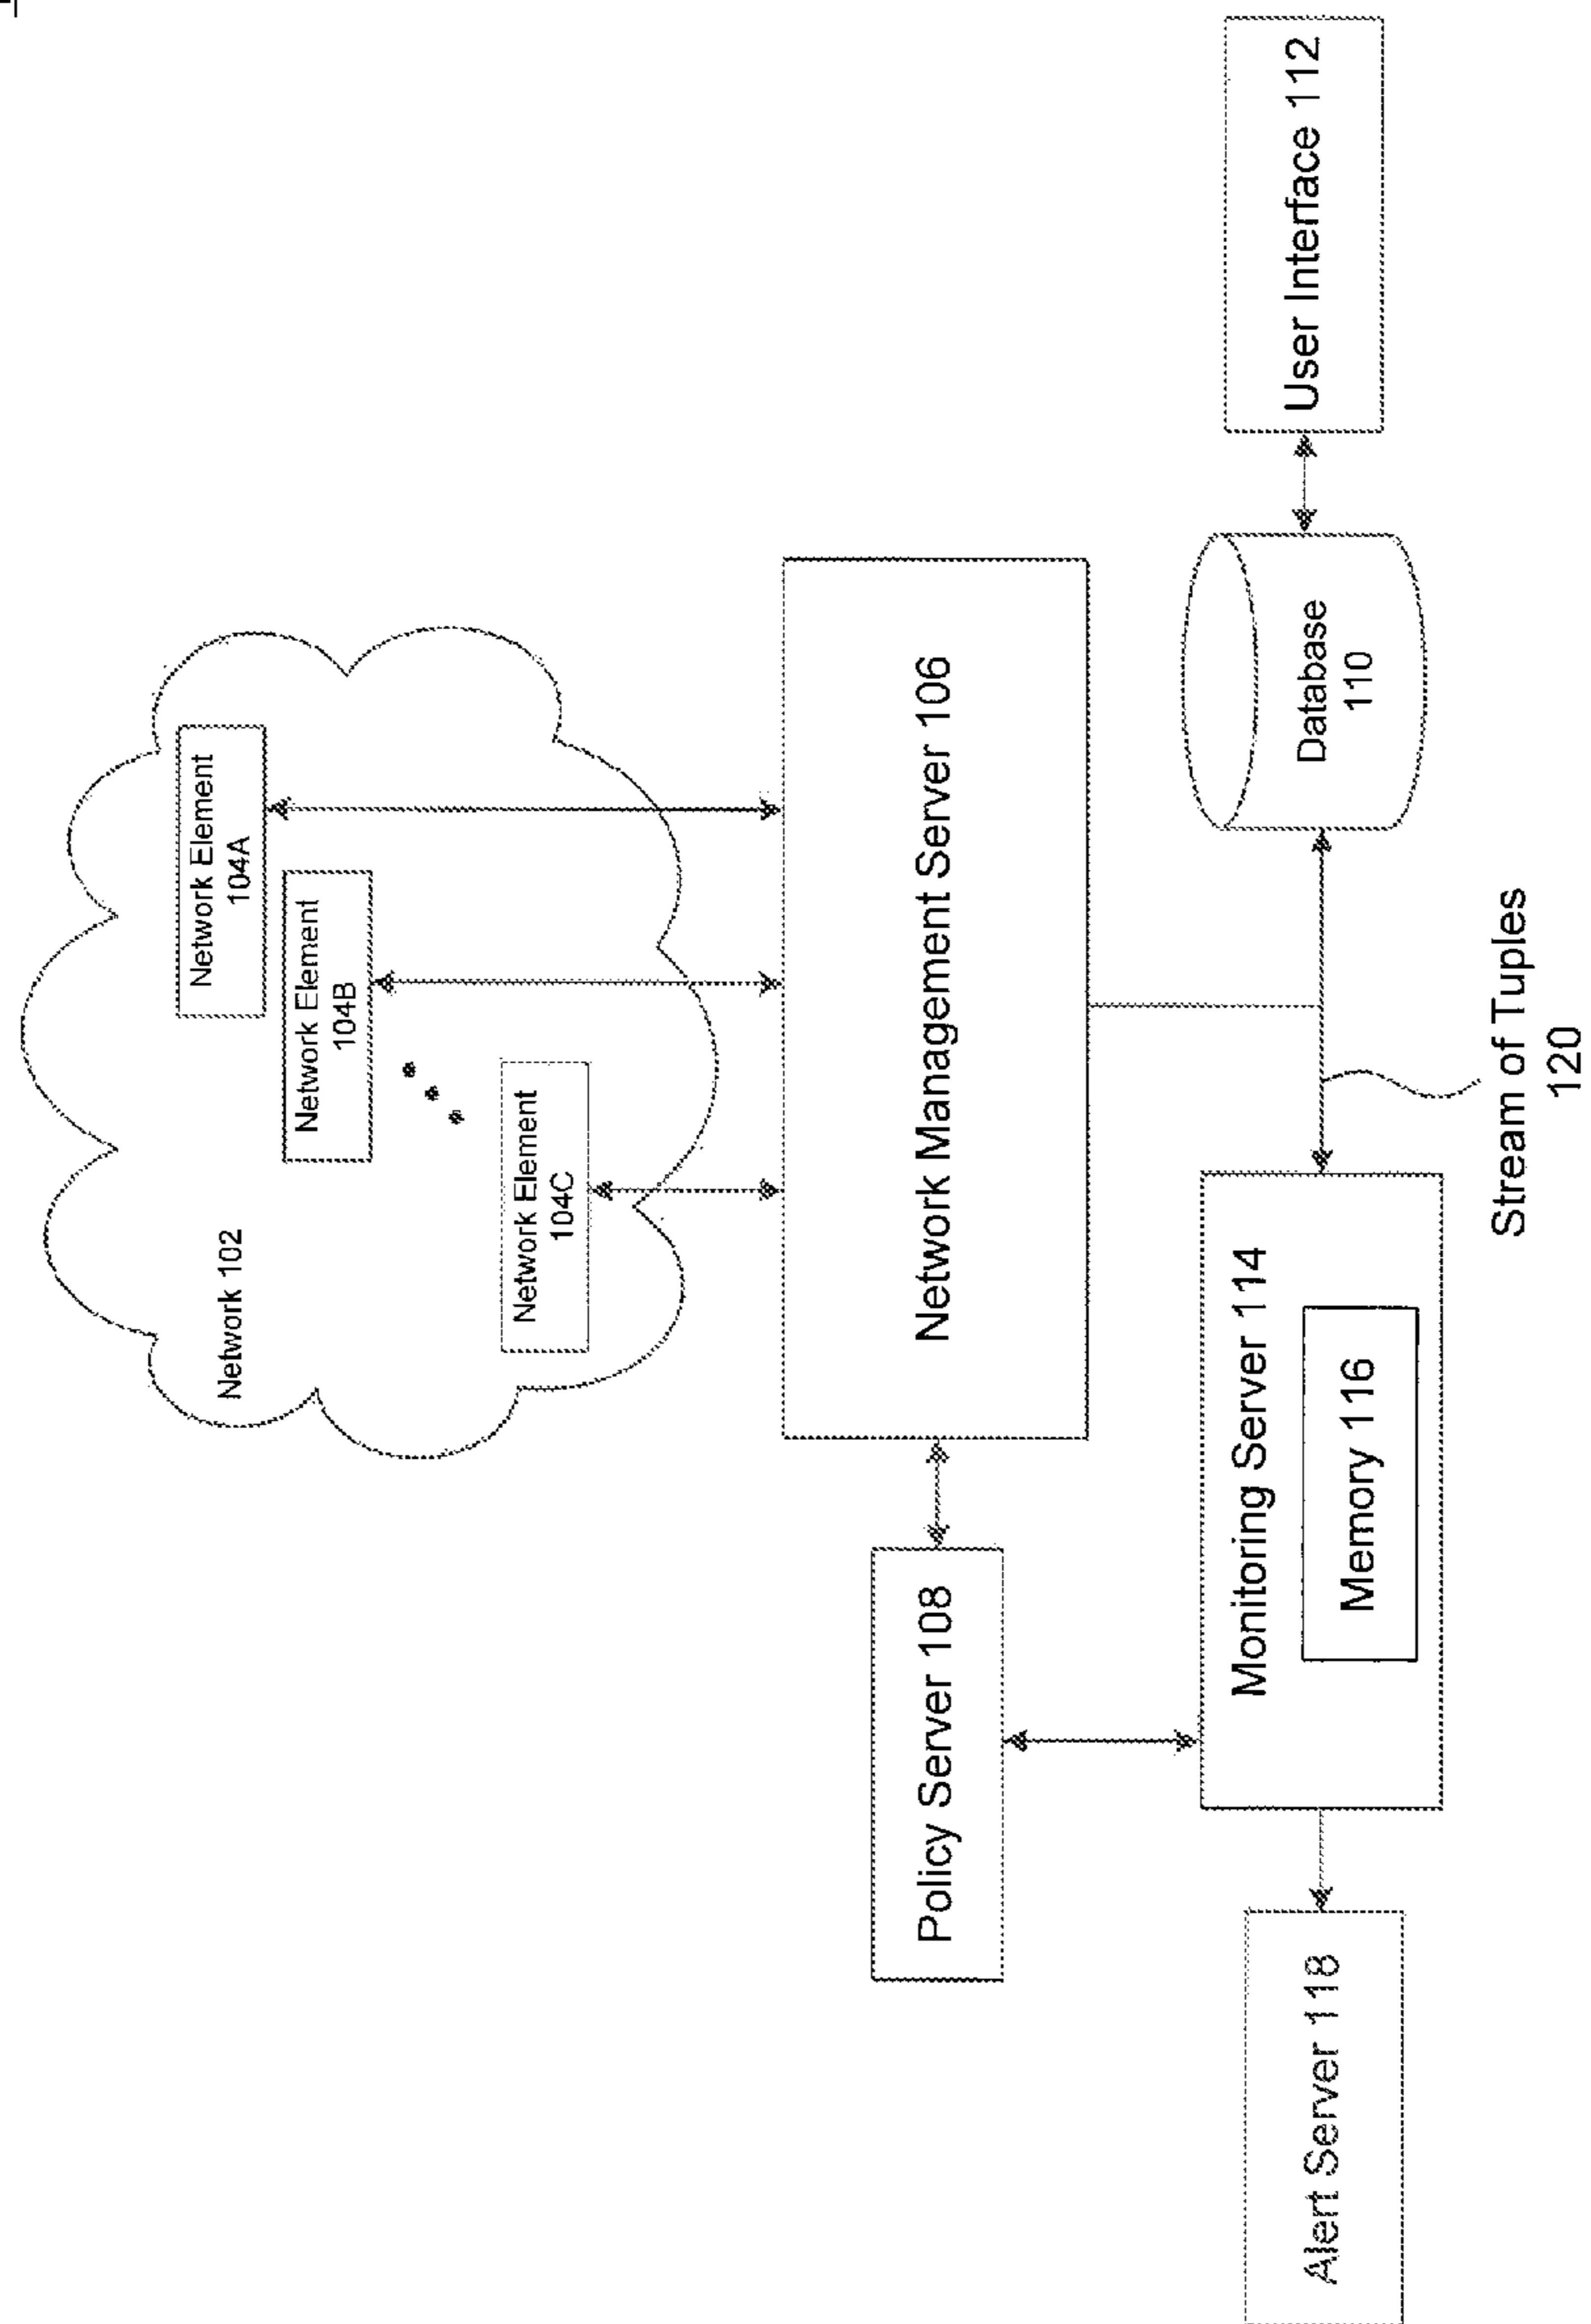 Network 102
Network Element
104A
Network Element
104B
Network Element
104C
Network Management Server 106
Policy Server 108
Database
110
User Interface 112
Monitoring Server 114
Memory 116
Alert Server 118
Stream of Tuples
120